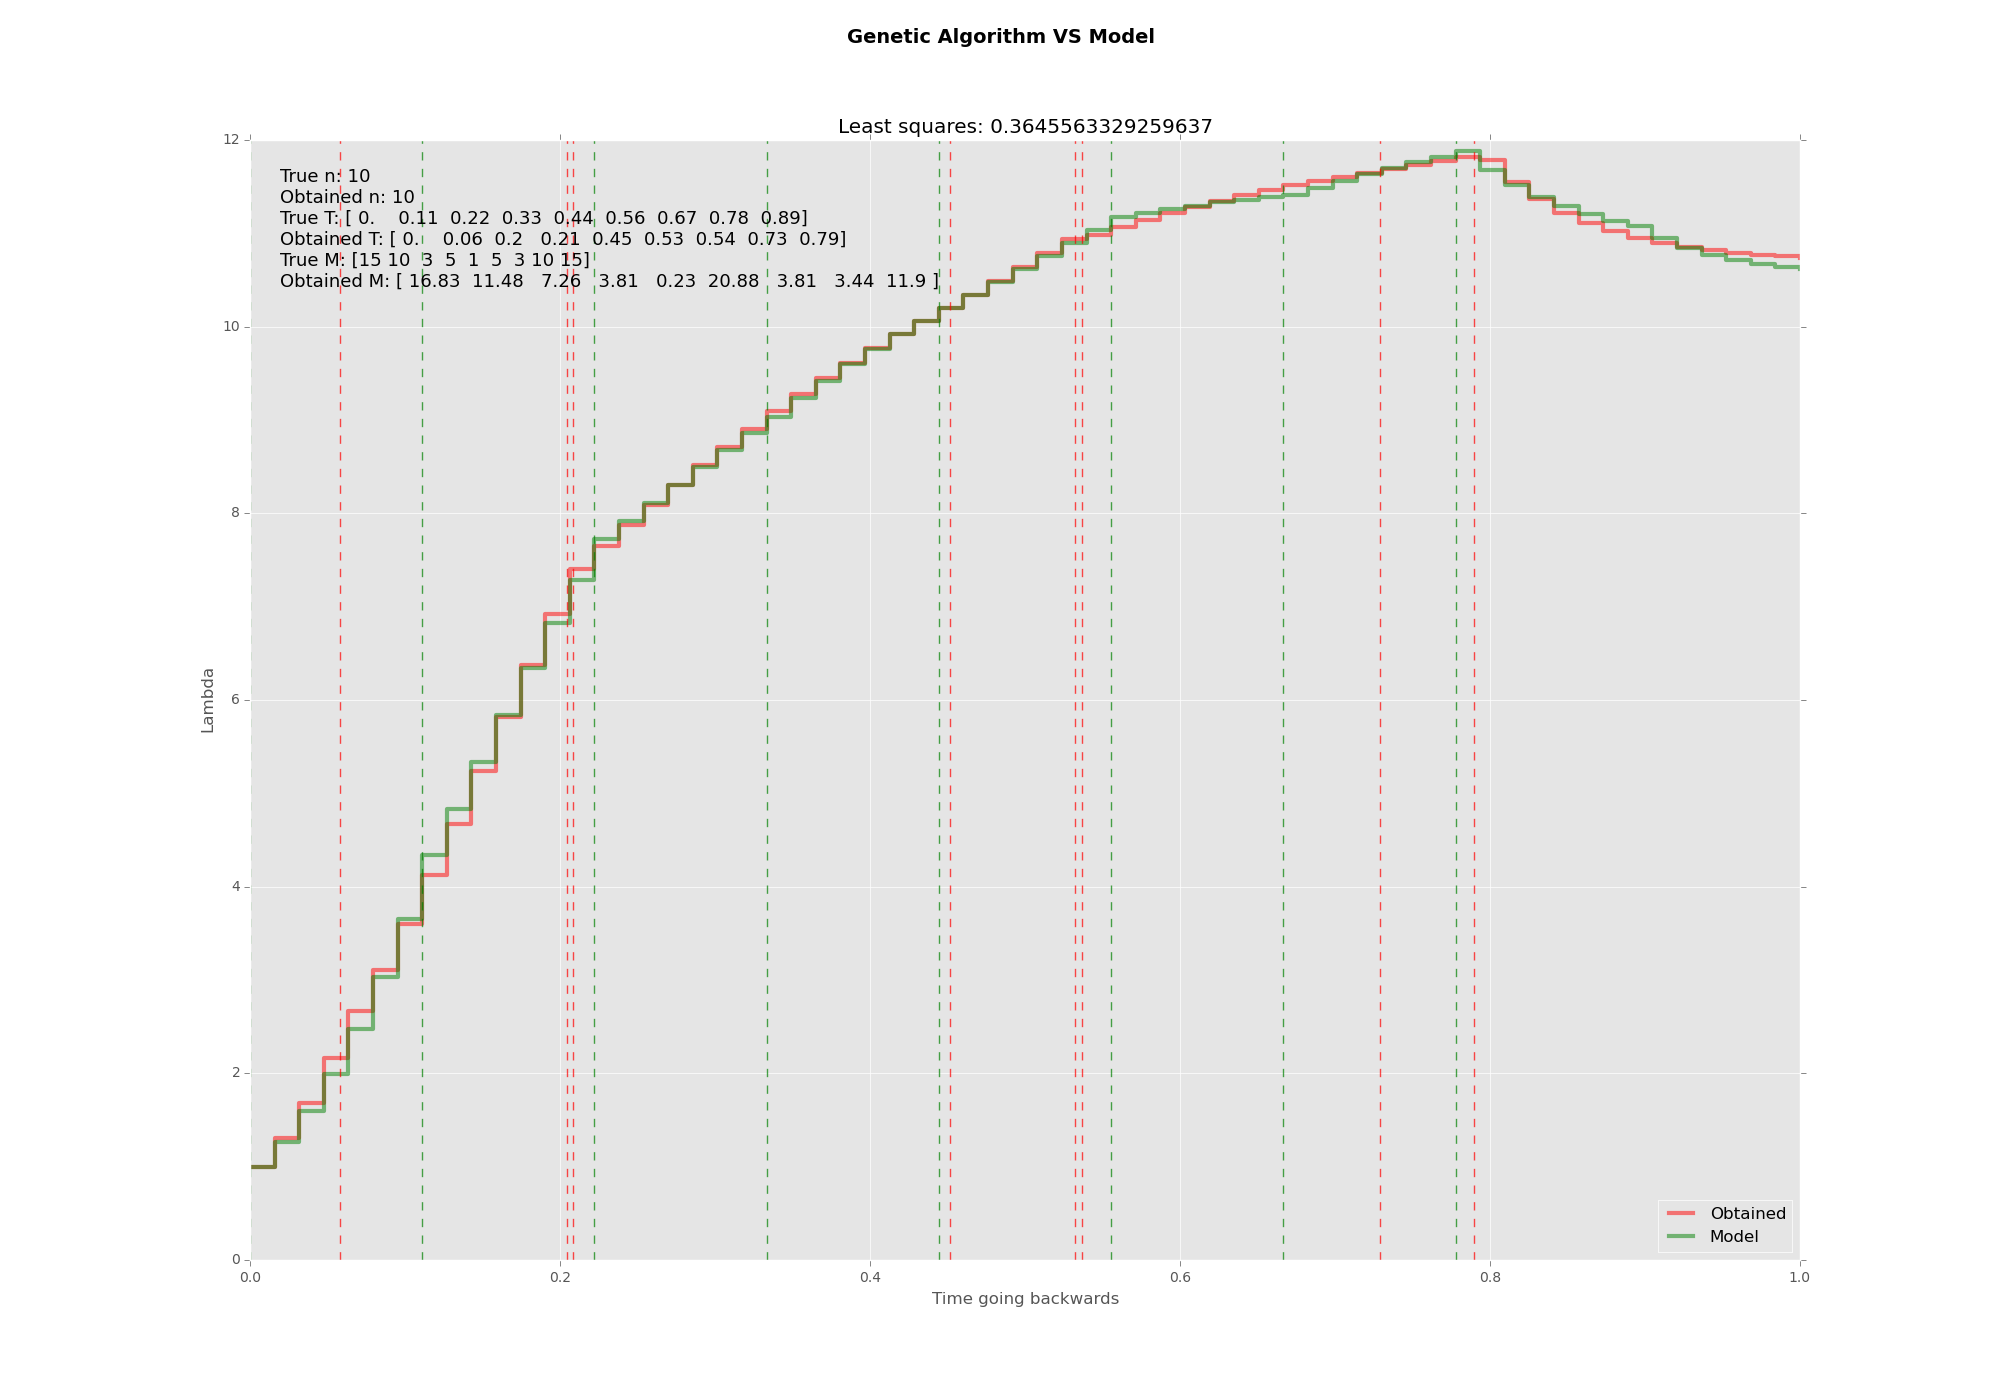 Genetic Algorithm VS Model
Least squares: 0.3645563329259637
True n: 10
Obtained n: 10
True T: [ 0. 0.11 0.22 0.33 0.44 0.56 0.67 0.78 0.89]
Obtained T: [ 0. 0.06 0.2 0.21 0.45 0.53 0.54 0.73 0.79]
True M: [15 10 3 5 1 5 3 10 15]
Obtained M: [ 16.83 11.48 7.26 3.81 0.23 20.88 3.81 3.44 11.9 ]
12
10
8
6
4
2
0
Lambda
0.0 0.2 0.4 0.6 0.8 1.0
Time going backwards
Obtained
Model